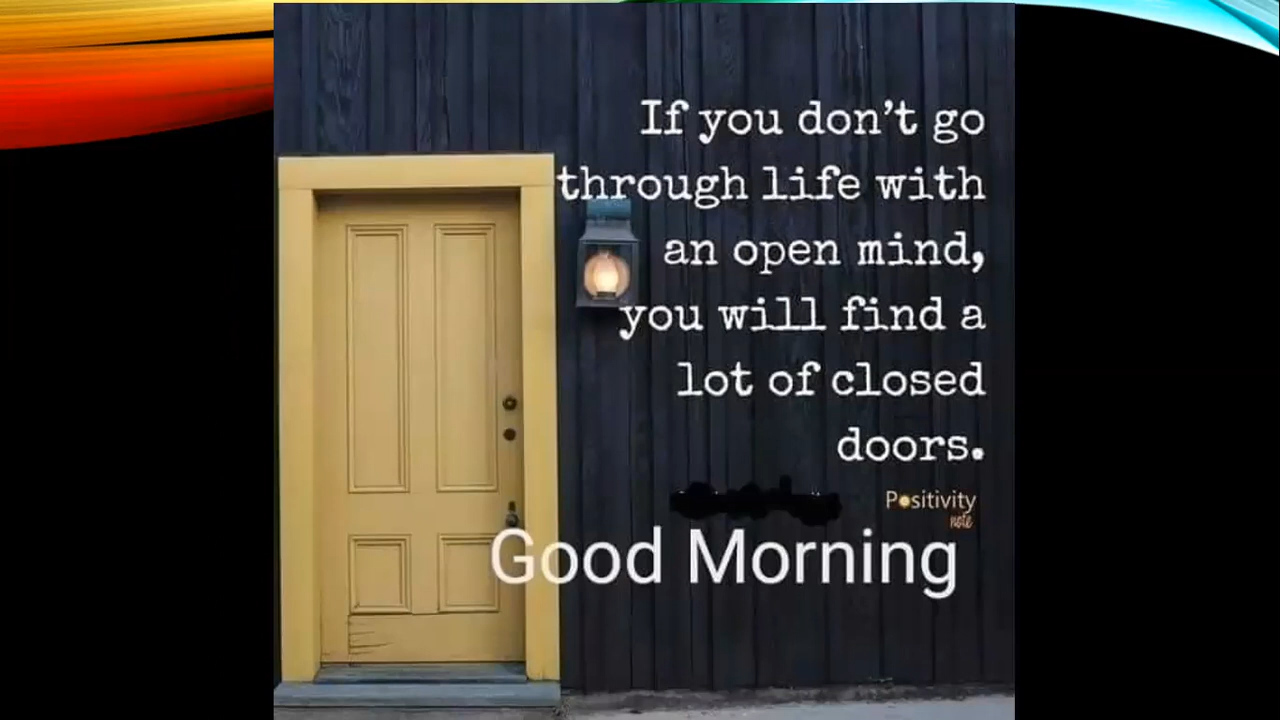 If you don't go
through life with
an open mind,
you will find a
lot of closed
doors.
Positivity
note
Good Morning